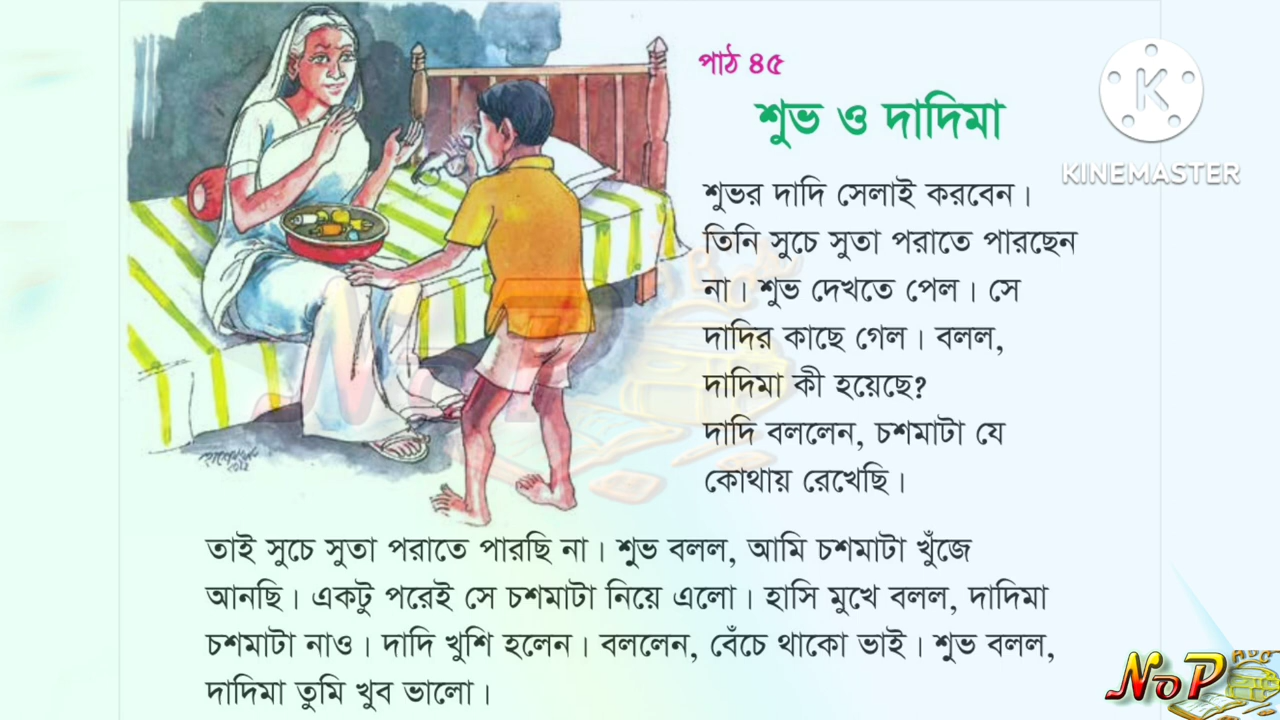 পাঠ ৪৫
শুভ ও দাদিমা
K
KINEMASTER
শুভর দাদি সেলাই করবেন।
তিনি সুচে সুতা পরাতে পারছেন
না। শুভ দেখতে পেল। সে
দাদির কাছে গেল। বলল,
দাদিমা কী হয়েছে?
দাদি বললেন, চশমাটা যে
কোথায় রেখেছি।
তাই সুচে সুতা পরাতে পারছি না। শুভ বলল, আমি চশমাটা খুঁজে
আনছি। একটু পরেই সে চশমাটা নিয়ে এলো। হাসি মুখে বলল, দাদিমা
চশমাটা নাও। দাদি খুশি হলেন। বললেন, বেঁচে থাকো ভাই। শুভ বলল,
দাদিমা তুমি খুব ভালো।
NoP